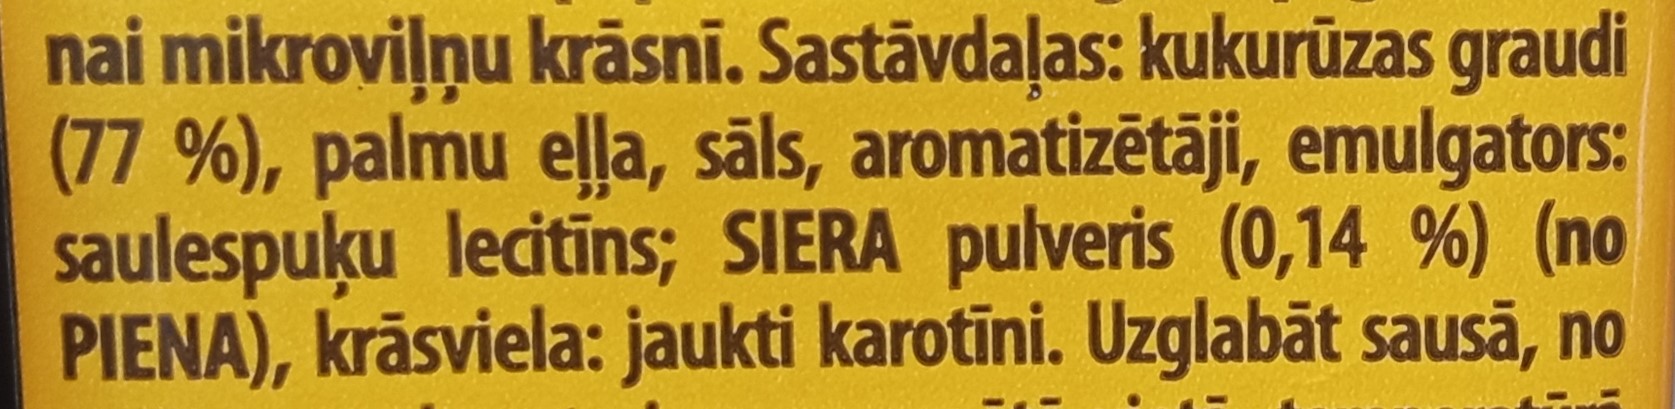 nai mikroviļņu krāsnī. Sastāvdaļas: kukurūzas graudi
(77 %), palmu eļļa, sāls, aromatizētāji, emulgators:
saulespuķu lecitīns; SIERA pulveris (0,14 %) (no
PIENA), krāsviela: jaukti karotīni. Uzglabāt sausā, no